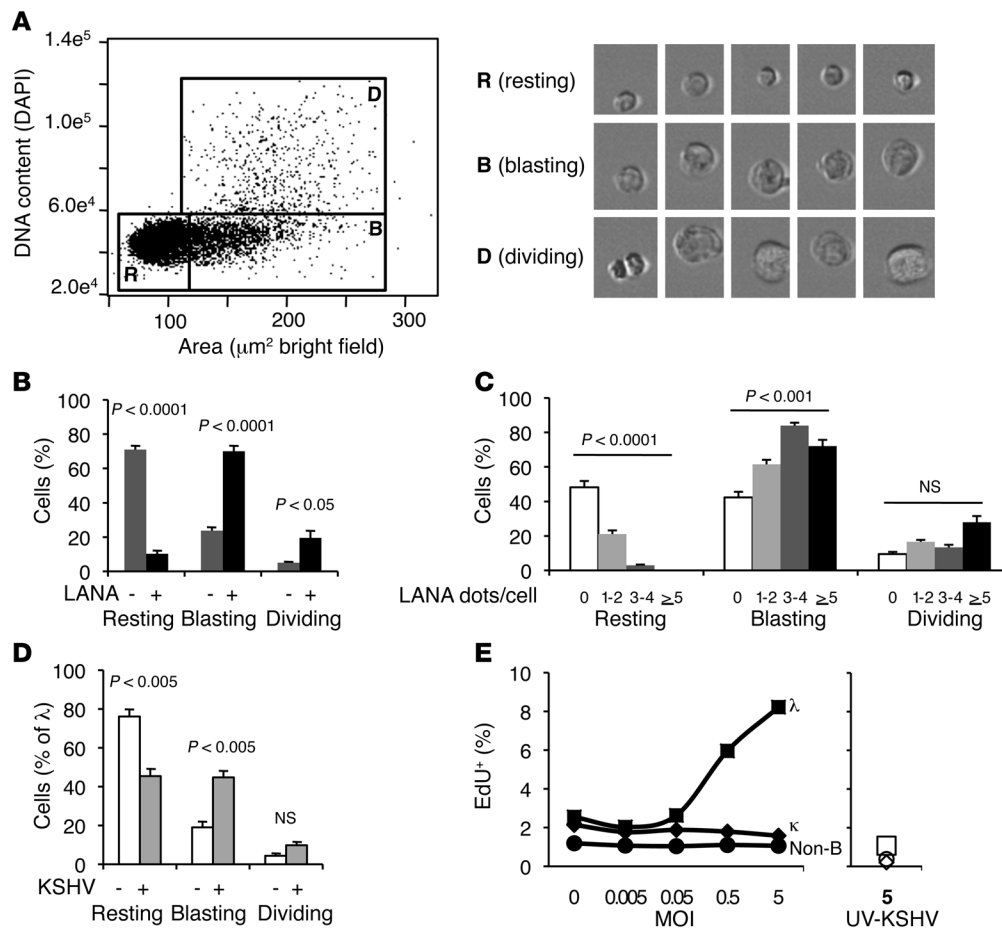 A
DNA content (DAPI)
1.4e⁵
1.0e⁵
6.0e⁴
2.0e⁴
D
B
R
100 200 300
Area (µm² bright field)
R (resting)
B (blasting)
D (dividing)
B
Cells (%)
100
80
60
40
20
0
P < 0.0001
P < 0.0001
P < 0.05
LANA - + - + - +
Resting Blasting Dividing
C
Cells (%)
100
80
60
40
20
0
P < 0.0001
P < 0.001
NS
LANA dots/cell 0 1-2 3-4 ≥5 0 1-2 3-4 ≥5 0 1-2 3-4 ≥5
Resting Blasting Dividing
D
Cells (% of λ)
100
80
60
40
20
0
P < 0.005
P < 0.005
NS
KSHV - + - + - +
Resting Blasting Dividing
E
EdU⁺ (%)
10
8
6
4
2
0
λ
κ
Non-B
0 0.005 0.05 0.5 5
MOI
5
UV-KSHV